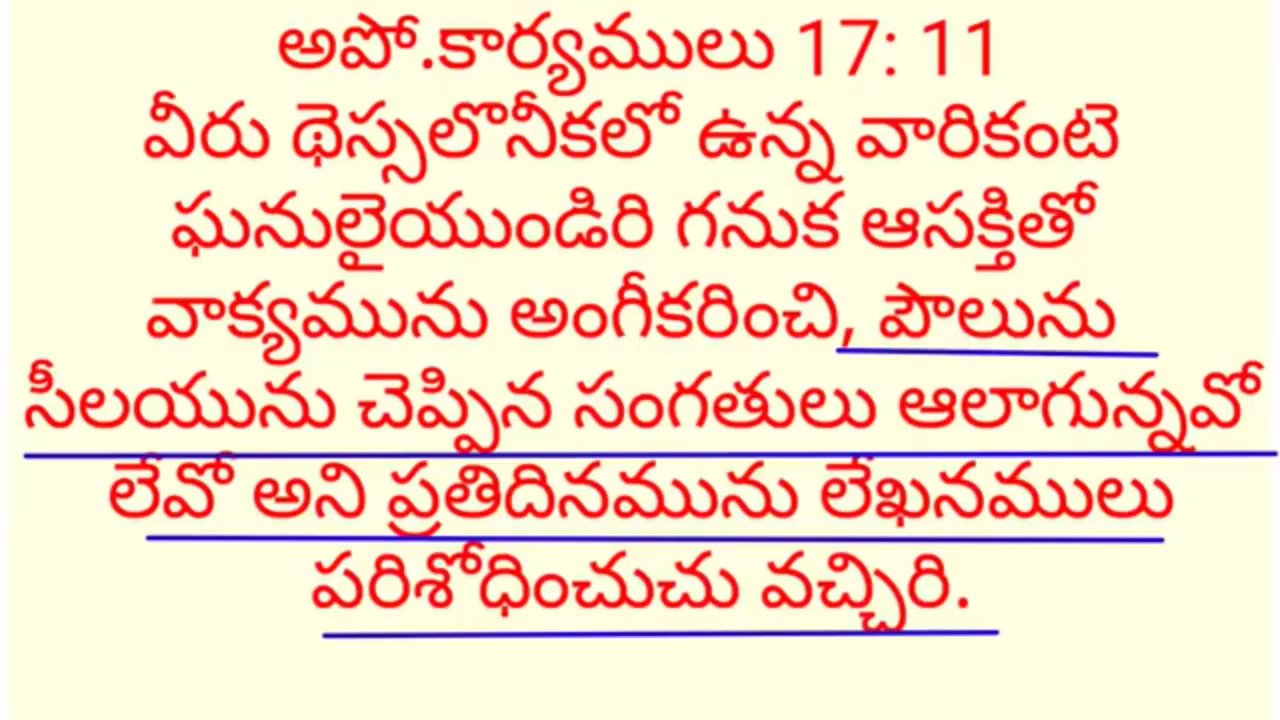 అపో.కార్యములు 17: 11
వీరు థెస్సలొనీకలో ఉన్న వారికంటె
ఘనులైయుండిరి గనుక ఆసక్తితో
వాక్యమును అంగీకరించి, పౌలును
సీలయును చెప్పిన సంగతులు ఆలాగున్నవో
లేవో అని ప్రతిదినమును లేఖనములు
పరిశోధించుచు వచ్చిరి.